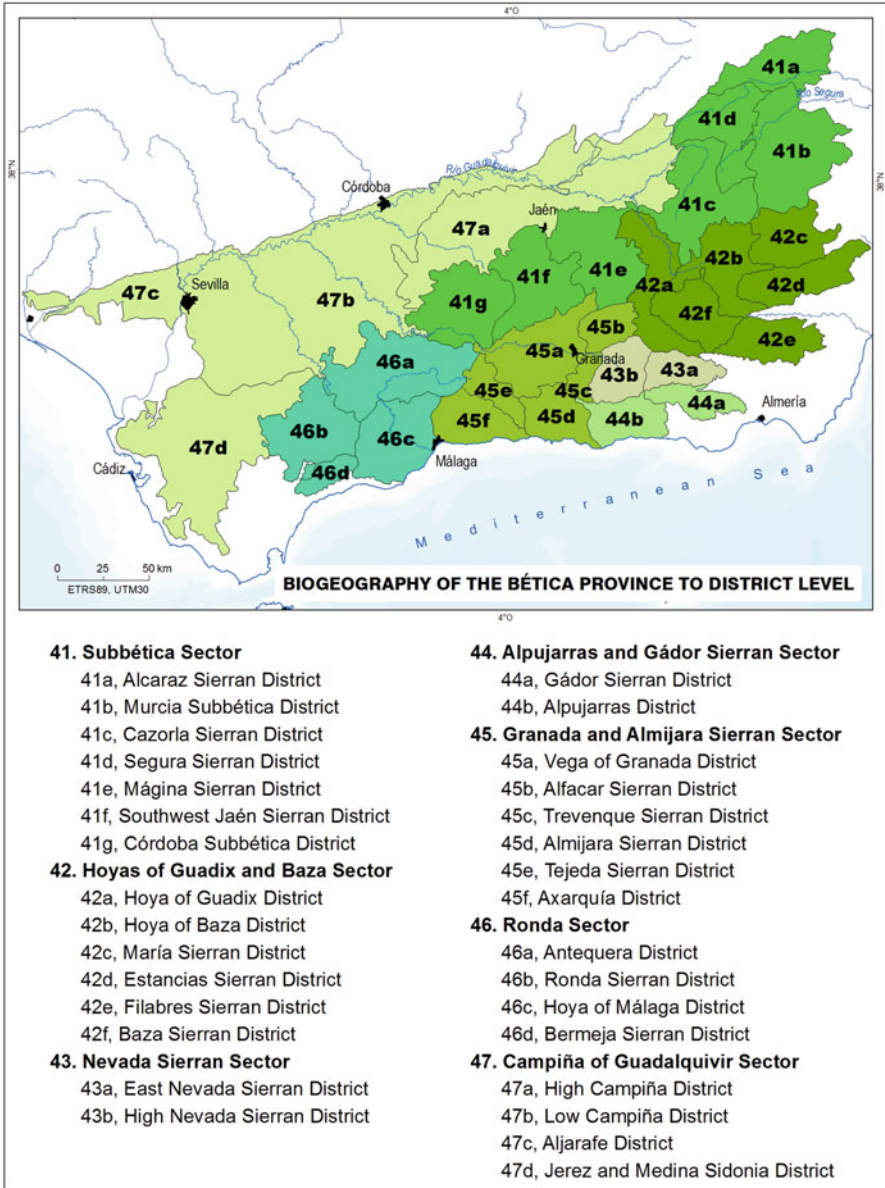 4°O
41a
Río Segura
41d
38°N
41b
38°N
Río Guadalquivir
Córdoba
41c
47a
Jaén
42c
42b
41f
41e
42a
47c
Sevilla
47b
41g
42d
42f
45b
42e
46a
45a
Granada
43b
43a
45e
45c
44a
Almería
45f
45d
44b
46b
46c
47d
Málaga
46d
Cádiz
Mediterranean Sea
0 25 50 km
ETRS89, UTM30
BIOGEOGRAPHY OF THE BÉTICA PROVINCE TO DISTRICT LEVEL
4°O
41. Subbética Sector
41a, Alcaraz Sierran District
41b, Murcia Subbética District
41c, Cazorla Sierran District
41d, Segura Sierran District
41e, Mágina Sierran District
41f, Southwest Jaén Sierran District
41g, Córdoba Subbética District
42. Hoyas of Guadix and Baza Sector
42a, Hoya of Guadix District
42b, Hoya of Baza District
42c, María Sierran District
42d, Estancias Sierran District
42e, Filabres Sierran District
42f, Baza Sierran District
43. Nevada Sierran Sector
43a, East Nevada Sierran District
43b, High Nevada Sierran District
44. Alpujarras and Gádor Sierran Sector
44a, Gádor Sierran District
44b, Alpujarras District
45. Granada and Almijara Sierran Sector
45a, Vega of Granada District
45b, Alfacar Sierran District
45c, Trevenque Sierran District
45d, Almijara Sierran District
45e, Tejeda Sierran District
45f, Axarquía District
46. Ronda Sector
46a, Antequera District
46b, Ronda Sierran District
46c, Hoya of Málaga District
46d, Bermeja Sierran District
47. Campiña of Guadalquivir Sector
47a, High Campiña District
47b, Low Campiña District
47c, Aljarafe District
47d, Jerez and Medina Sidonia District